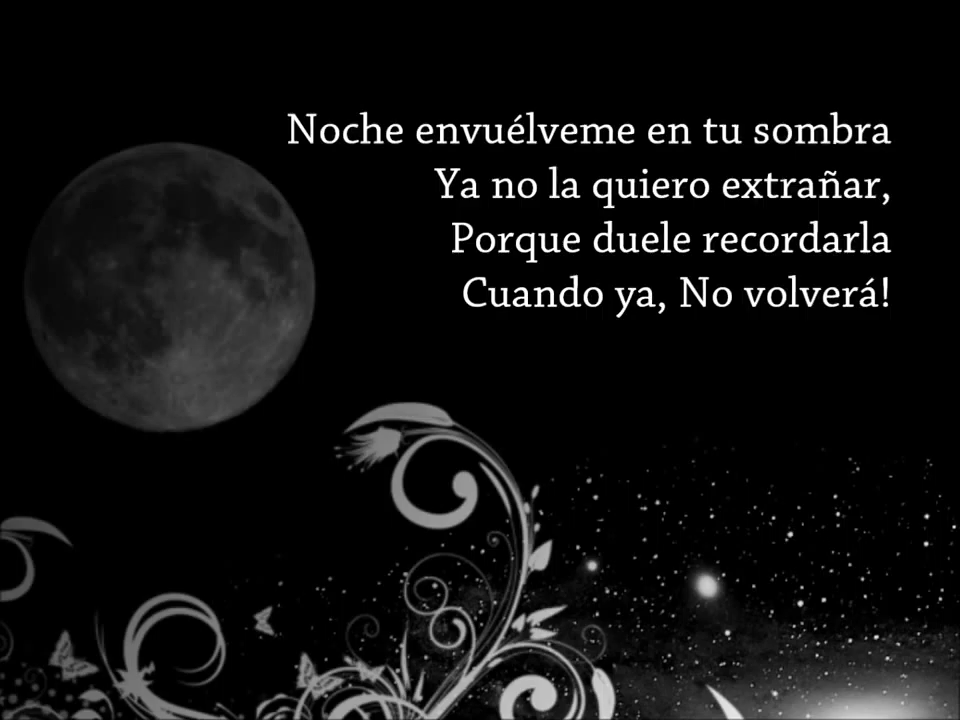 Noche envuélveme en tu sombra
Ya no la quiero extrañar,
Porque duele recordarla
Cuando ya, No volverá!